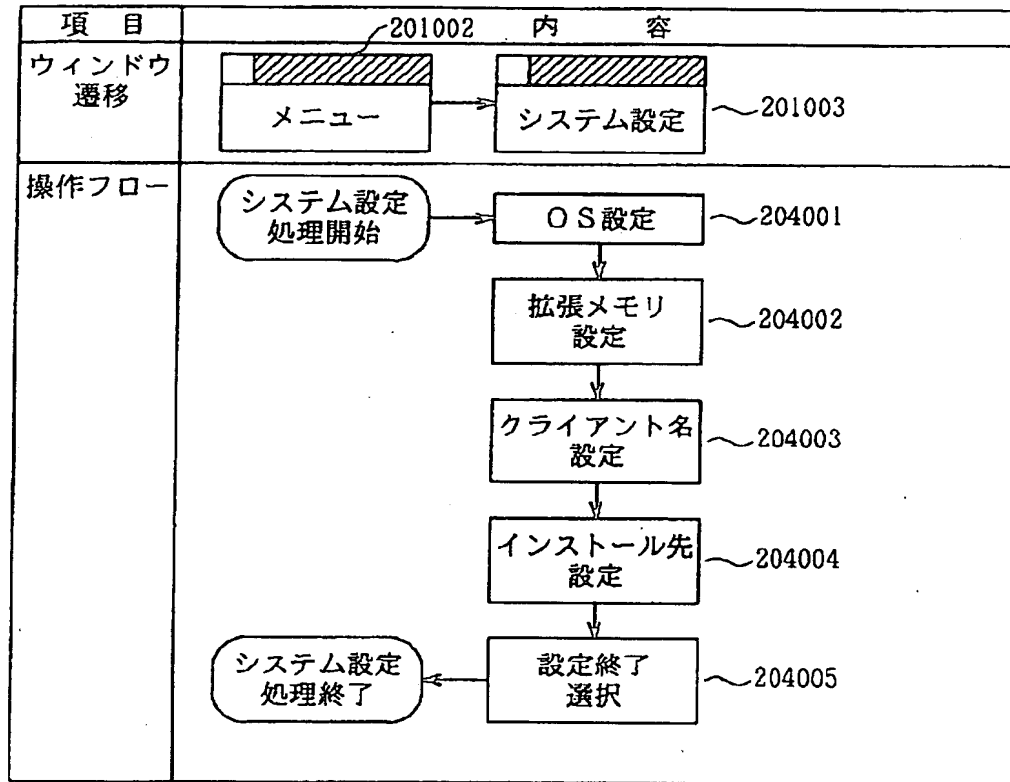 項 目
201002 内 容
ウィンドウ
遷移
メニュー
システム設定
201003
操作フロー
システム設定
処理開始
OS設定
204001
拡張メモリ
設定
204002
クライアント名
設定
204003
インストール先
設定
204004
システム設定
処理終了
設定終了
選択
204005